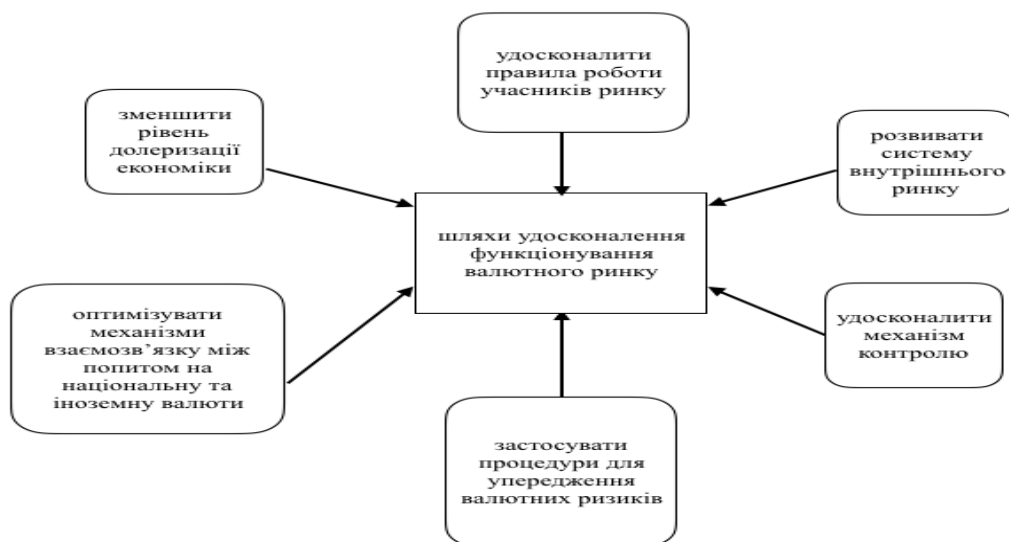 удосконалити
правила роботи
учасників ринку
зменшити
рівень
долеризації
економіки
розвивати
систему
внутрішнього
ринку
шляхи удосконалення
функціонування
валютного ринку
оптимізувати
механізми
взаємозв’язку між
попитом на
національну та
іноземну валюти
удосконалити
механізм
контролю
застосувати
процедури для
упередження
валютних ризиків